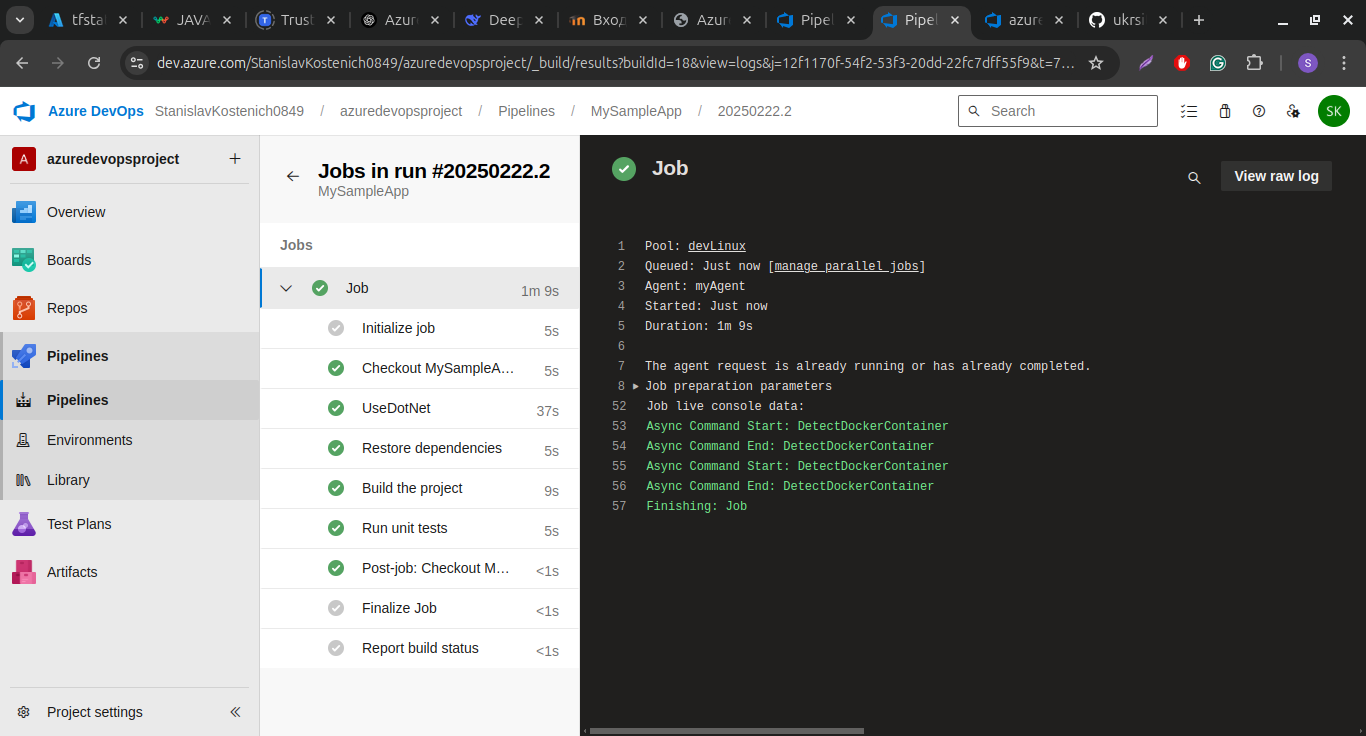 tfsta
JAVA
Trust
Azur
Deep
Вход
Azur
Pipel
Pipel
azure
ukrsi
dev.azure.com/StanislavKostenich0849/azuredevopsproject/_build/results?buildId=18&view=logs&j=12f1170f-54f2-53f3-20dd-22fc7dff55f9&t=7...
S
Azure DevOps StanislavKostenich0849 / azuredevopsproject / Pipelines / MySampleApp / 20250222.2
Search
SK
A azuredevopsproject
Overview
Boards
Repos
Pipelines
Pipelines
Environments
Library
Test Plans
Artifacts
Project settings
Jobs in run #20250222.2
MySampleApp
Jobs
Job 1m 9s
Initialize job 5s
Checkout MySampleA... 5s
UseDotNet 37s
Restore dependencies 5s
Build the project 9s
Run unit tests 5s
Post-job: Checkout M... <1s
Finalize Job <1s
Report build status <1s
Job
View raw log
1 Pool: devLinux
2 Queued: Just now [manage parallel jobs]
3 Agent: myAgent
4 Started: Just now
5 Duration: 1m 9s
6
7 The agent request is already running or has already completed.
8 Job preparation parameters
52 Job live console data:
53 Async Command Start: DetectDockerContainer
54 Async Command End: DetectDockerContainer
55 Async Command Start: DetectDockerContainer
56 Async Command End: DetectDockerContainer
57 Finishing: Job